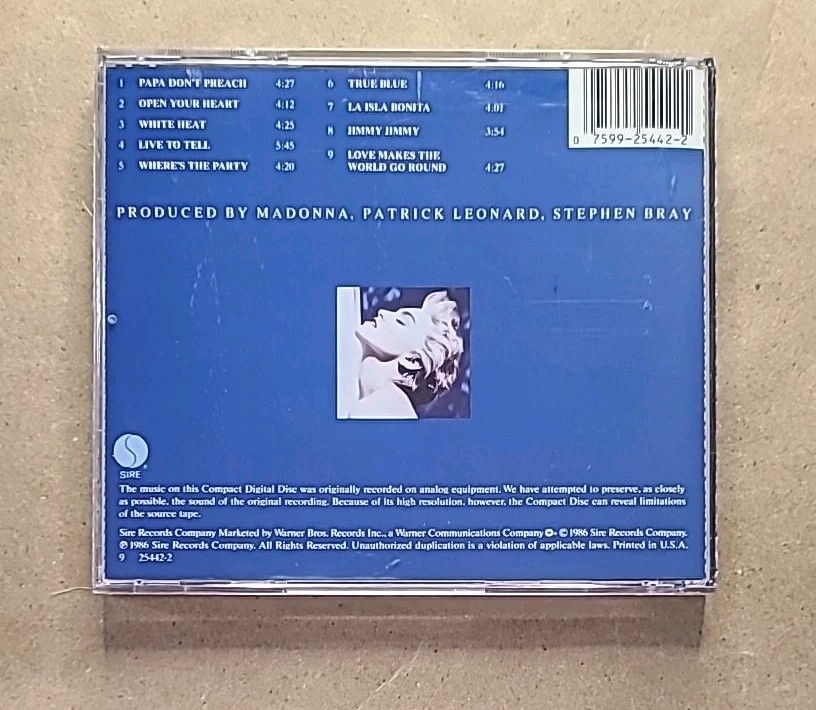 1 PAPA DON'T PREACH 4:27
2 OPEN YOUR HEART 4:12
3 WHITE HEAT 4:25
4 LIVE TO TELL 5:45
5 WHERE'S THE PARTY 4:20
6 TRUE BLUE 4:16
7 LA ISLA BONITA 4:01
8 JIMMY JIMMY 3:54
9 LOVE MAKES THE
WORLD GO ROUND 4:27
0 7599-25442-2
PRODUCED BY MADONNA, PATRICK LEONARD, STEPHEN BRAY
SIRE
The music on this Compact Digital Disc was originally recorded on analog equipment. We have attempted to preserve, as closely
as possible, the sound of the original recording. Because of its high resolution, however, the Compact Disc can reveal limitations
of the source tape.
Sire Records Company Marketed by Warner Bros. Records Inc., a Warner Communications Company © 1986 Sire Records Company.
℗ 1986 Sire Records Company. All Rights Reserved. Unauthorized duplication is a violation of applicable laws. Printed in U.S.A.
9 25442-2